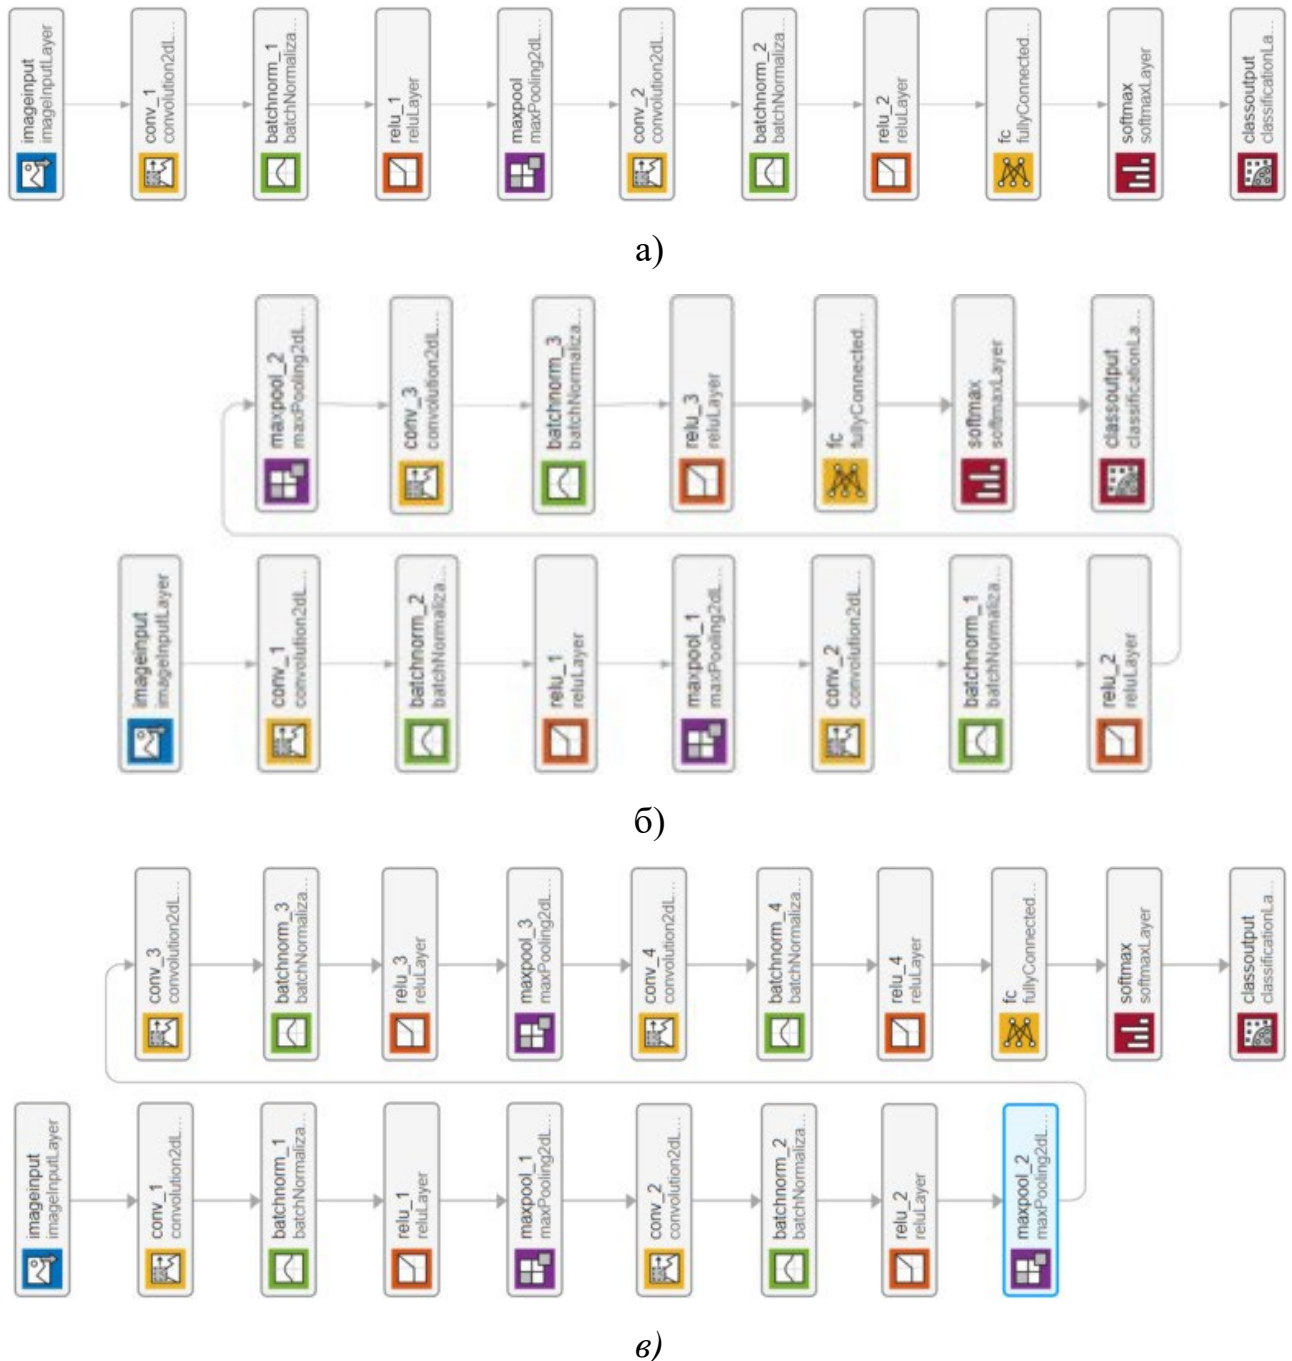 imageinput
imageInputLayer
conv_1
convolution2dL...
batchnorm_1
batchNormaliza...
relu_1
reluLayer
maxpool
maxPooling2dL...
conv_2
convolution2dL...
batchnorm_2
batchNormaliza...
relu_2
reluLayer
fc
fullyConnected...
softmax
softmaxLayer
classoutput
classificationLa...
а)
imageinput
imageInputLayer
conv_1
convolution2dL...
batchnorm_2
batchNormaliza...
relu_1
reluLayer
maxpool_1
maxPooling2dL...
conv_2
convolution2dL...
batchnorm_1
batchNormaliza...
relu_2
reluLayer
maxpool_2
maxPooling2dL...
conv_3
convolution2dL...
batchnorm_3
batchNormaliza...
relu_3
reluLayer
fc
fullyConnected...
softmax
softmaxLayer
classoutput
classificationLa...
б)
imageinput
imageInputLayer
conv_1
convolution2dL...
batchnorm_1
batchNormaliza...
relu_1
reluLayer
maxpool_1
maxPooling2dL...
conv_2
convolution2dL...
batchnorm_2
batchNormaliza...
relu_2
reluLayer
maxpool_2
maxPooling2dL...
conv_3
convolution2dL...
batchnorm_3
batchNormaliza...
relu_3
reluLayer
maxpool_3
maxPooling2dL...
conv_4
convolution2dL...
batchnorm_4
batchNormaliza...
relu_4
reluLayer
fc
fullyConnected...
softmax
softmaxLayer
classoutput
classificationLa...
в)